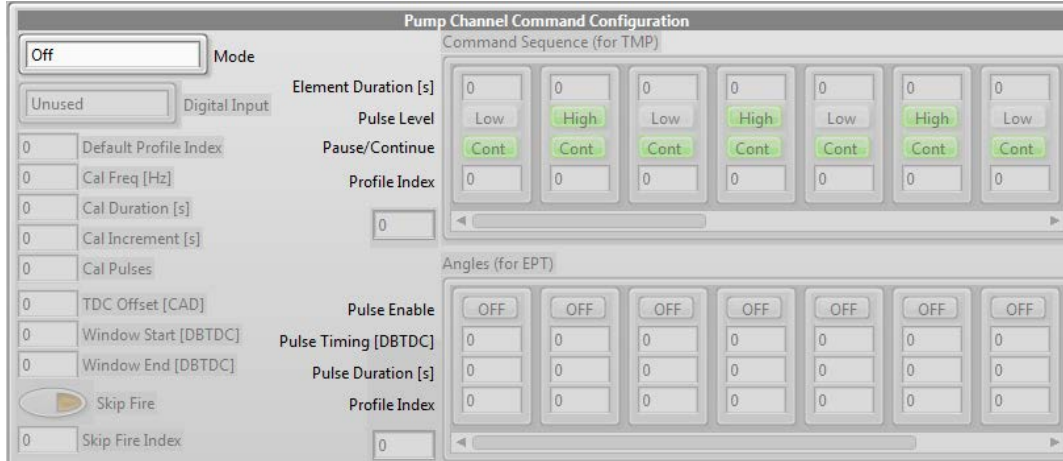 Pump Channel Command Configuration
Off Mode
Unused Digital Input
0 Default Profile Index
0 Cal Freq [Hz]
0 Cal Duration [s]
0 Cal Increment [s]
0 Cal Pulses
0 TDC Offset [CAD]
0 Window Start [DBTDC]
0 Window End [DBTDC]
Skip Fire
0 Skip Fire Index
Command Sequence (for TMP)
Element Duration [s] 0 0 0 0 0 0 0
Pulse Level Low High Low High Low High Low
Pause/Continue Cont Cont Cont Cont Cont Cont Cont
Profile Index 0 0 0 0 0 0 0
0
Angles (for EPT)
Pulse Enable OFF OFF OFF OFF OFF OFF OFF
Pulse Timing [DBTDC] 0 0 0 0 0 0 0
Pulse Duration [s] 0 0 0 0 0 0 0
Profile Index 0 0 0 0 0 0 0
0